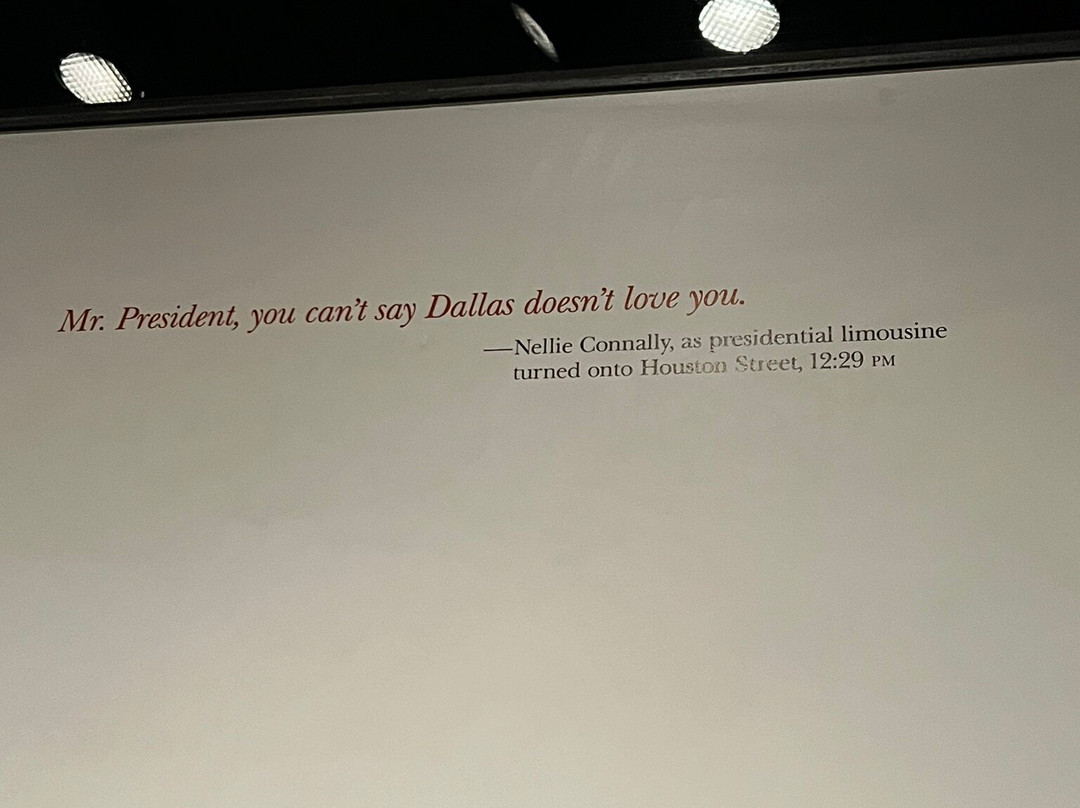 Mr. President, you can’t say Dallas doesn’t love you.
—Nellie Connally, as presidential limousine
turned onto Houston Street, 12:29 PM